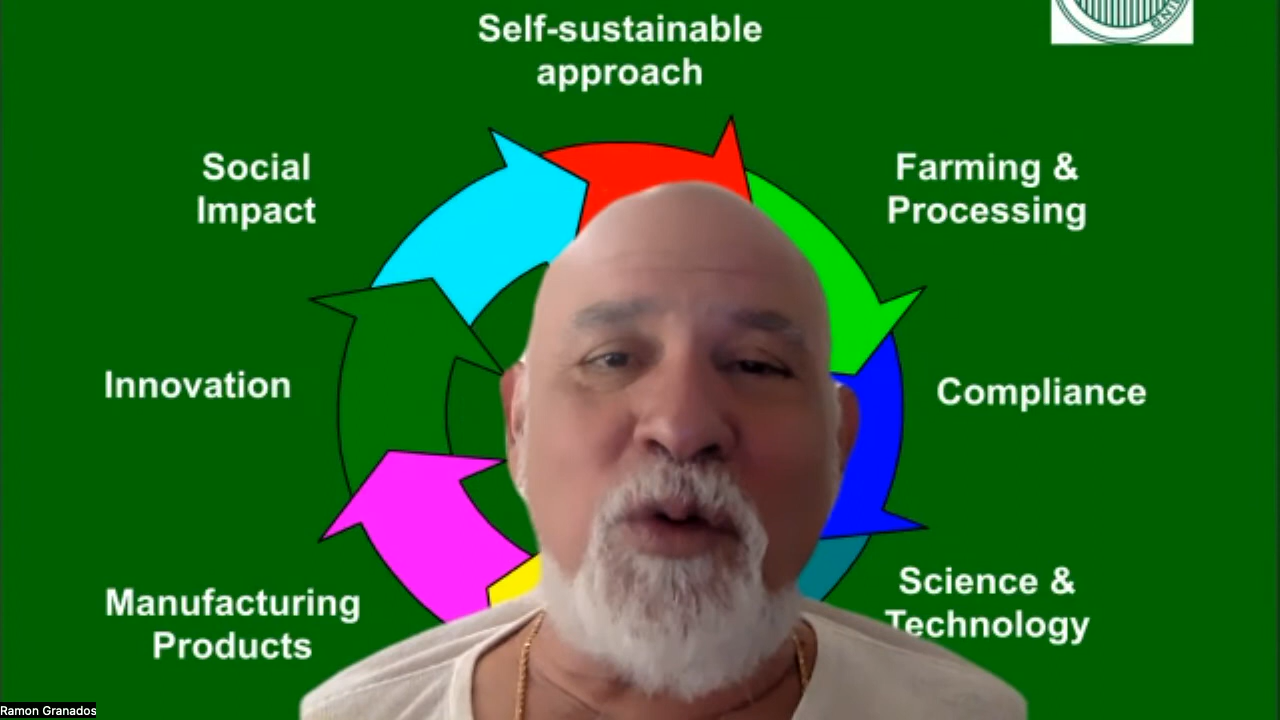 Self-sustainable
approach
Social
Impact
Farming &
Processing
Innovation
Compliance
Manufacturing
Products
Science &
Technology
Ramon Granados